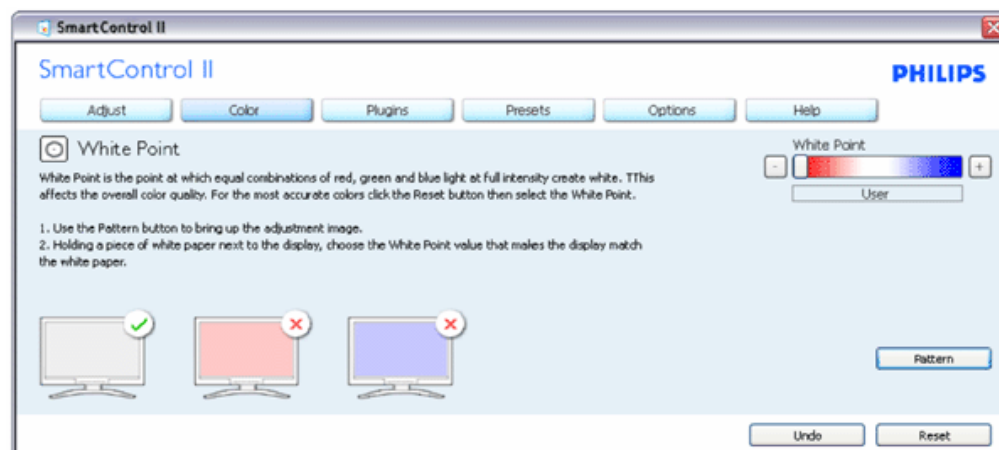 SmartControl II
SmartControl II
PHILIPS
Adjust Color Plugins Presets Options Help
White Point
White Point is the point at which equal combinations of red, green and blue light at full intensity create white. TThis
affects the overall color quality. For the most accurate colors click the Reset button then select the White Point.
1. Use the Pattern button to bring up the adjustment image.
2. Holding a piece of white paper next to the display, choose the White Point value that makes the display match
the white paper.
White Point
- +
User
Pattern
Undo Reset